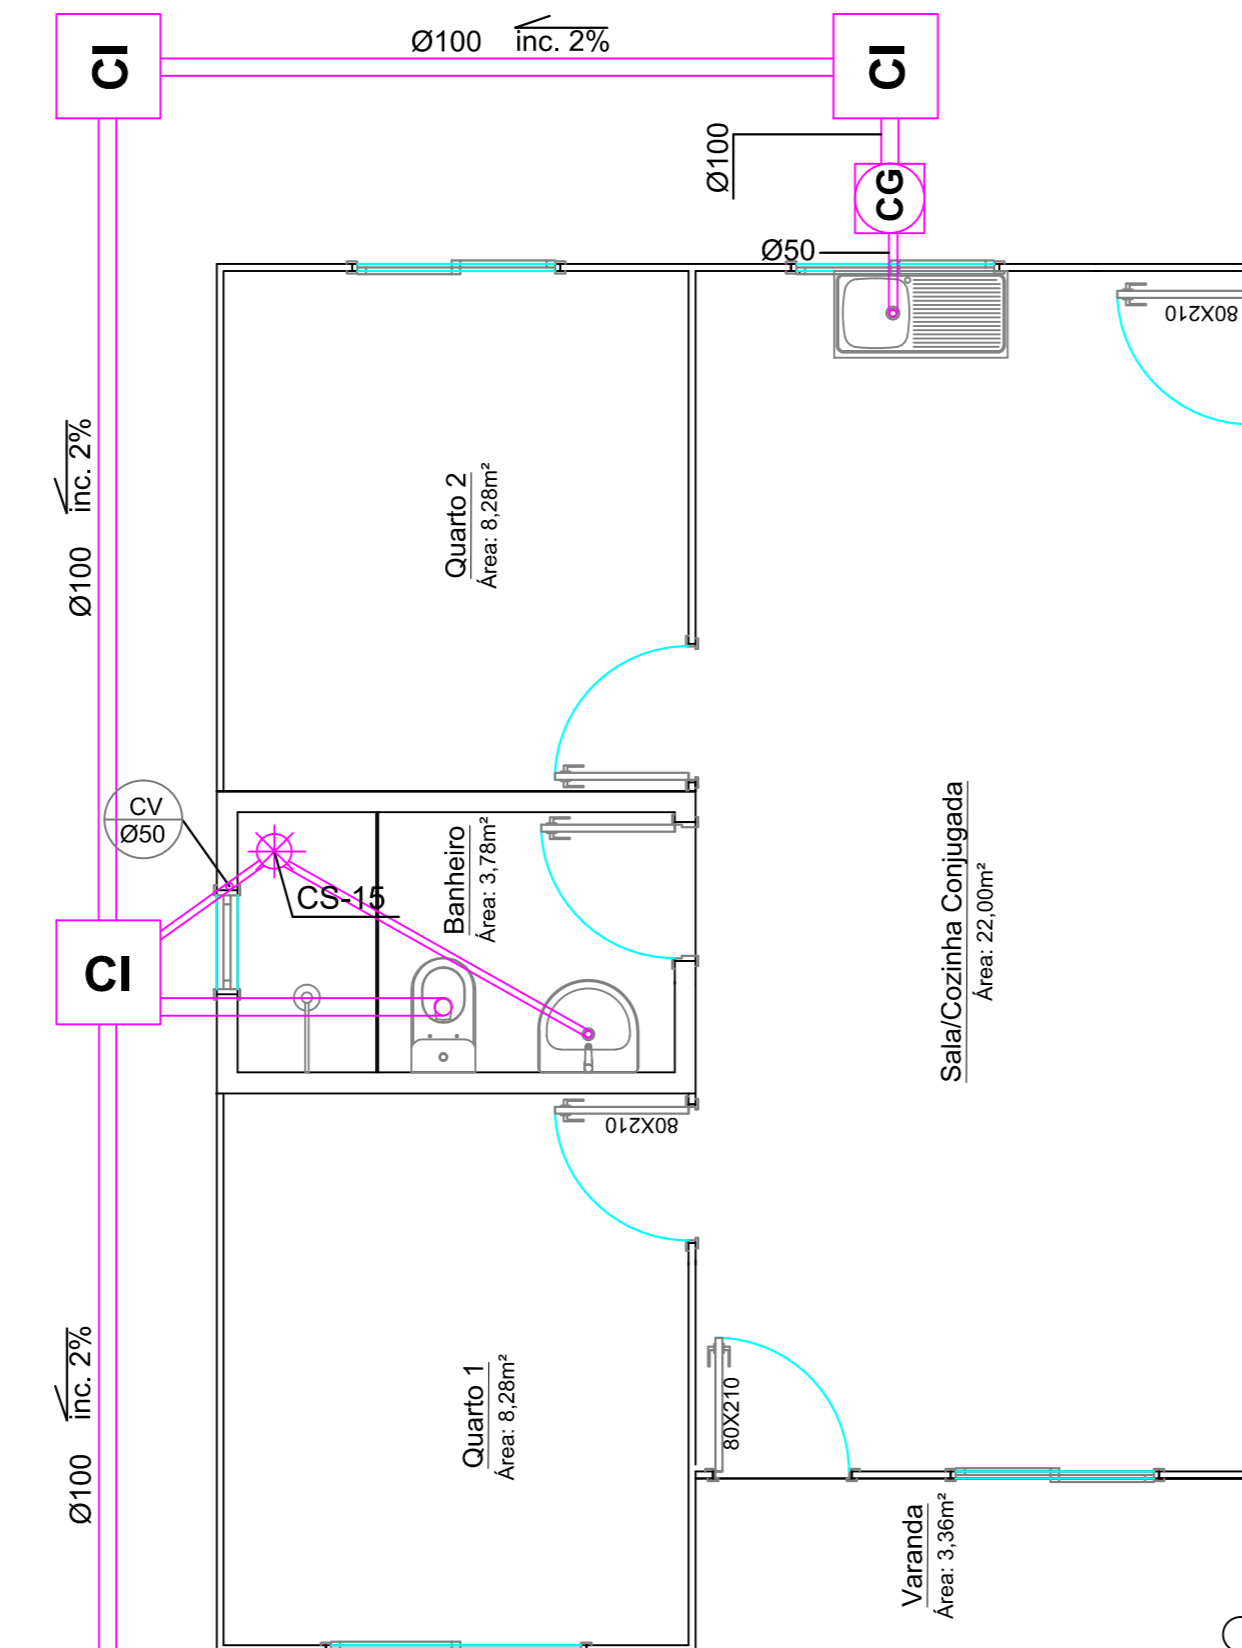 CI
Ø100 inc. 2%
CI
Ø100
CG
Ø50
80X210
Ø100 inc. 2%
Quarto 2
Área: 8,28m²
CV
Ø50
CS-15
Banheiro
Área: 3,78m²
CI
Sala/Cozinha Conjugada
Área: 22,00m²
80X210
Ø100 inc. 2%
Quarto 1
Área: 8,28m²
80X210
Varanda
Área: 3,36m²